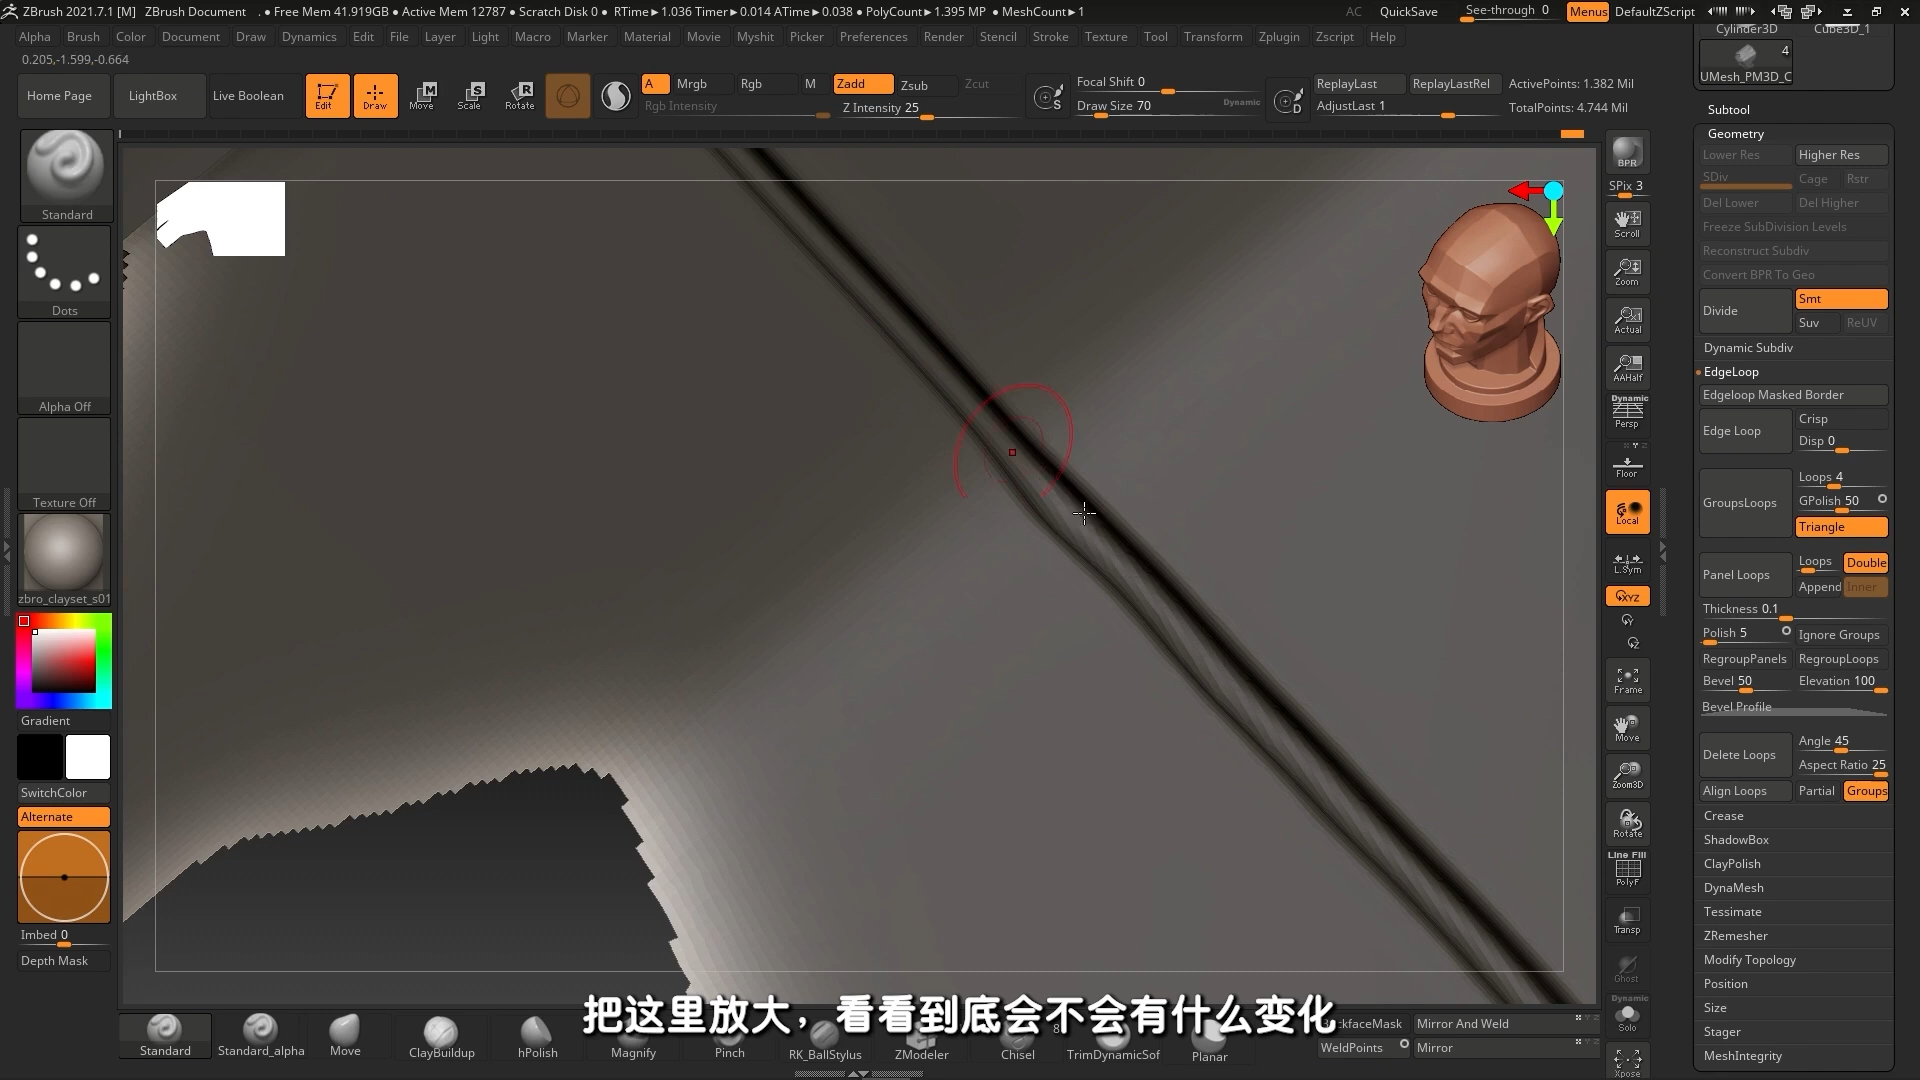 ZBrush 2021.7.1 [M] ZBrush Document . ● Free Mem 41.919GB ● Active Mem 12787 ● Scratch Disk 0 ● RTime►1.036 Timer►0.014 ATime►0.038 ● PolyCount►1.395 MP ● MeshCount►1 AC QuickSave See-through 0 Menus DefaultZScript
Alpha Brush Color Document Draw Dynamics Edit File Layer Light Macro Marker Material Movie Myshit Picker Preferences Render Stencil Stroke Texture Tool Transform Zplugin Zscript Help
0.205,-1.599,-0.664
Home Page LightBox Live Boolean Edit Draw Move Scale Rotate
A Mrgb Rgb M Zadd Zsub Zcut
Rgb Intensity Z Intensity 25
Focal Shift 0
Draw Size 70 Dynamic
ReplayLast ReplayLastRel
AdjustLast 1
ActivePoints: 1.382 Mil
TotalPoints: 4.744 Mil
Standard
Dots
Alpha Off
Texture Off
zbro_clayset_s01
Gradient
SwitchColor
Alternate
Imbed 0
Depth Mask
BPR
SPix 3
Scroll
Zoom
Actual
AAHalf
Dynamic
Persp
Floor
Local
L.Sym
XYZ
Frame
Move
Zoom3D
Rotate
Line Fill
PolyF
Transp
Ghost
Dynamic
Solo
Xpose
Cylinder3D Cube3D_1
4
UMesh_PM3D_C
Subtool
Geometry
Lower Res Higher Res
SDiv Cage Rstr
Del Lower Del Higher
Freeze SubDivision Levels
Reconstruct Subdiv
Convert BPR To Geo
Divide Smt
Suv ReUV
Dynamic Subdiv
EdgeLoop
Edgeloop Masked Border
Edge Loop Crisp
Disp 0
GroupsLoops Loops 4
GPolish 50
Triangle
Panel Loops Loops Double
Append Inner
Thickness 0.1
Polish 5 Ignore Groups
RegroupPanels RegroupLoops
Bevel 50 Elevation 100
Bevel Profile
Delete Loops Angle 45
Aspect Ratio 25
Align Loops Partial Groups
Crease
ShadowBox
ClayPolish
DynaMesh
Tessimate
ZRemesher
Modify Topology
Position
Size
Stager
MeshIntegrity
把这里放大，看看到底会不会有什么变化
Standard Standard_alpha Move ClayBuildup hPolish Magnify Pinch RK_BallStylus ZModeler Chisel TrimDynamicSof Planar
Mirror And Weld
WeldPoints Mirror